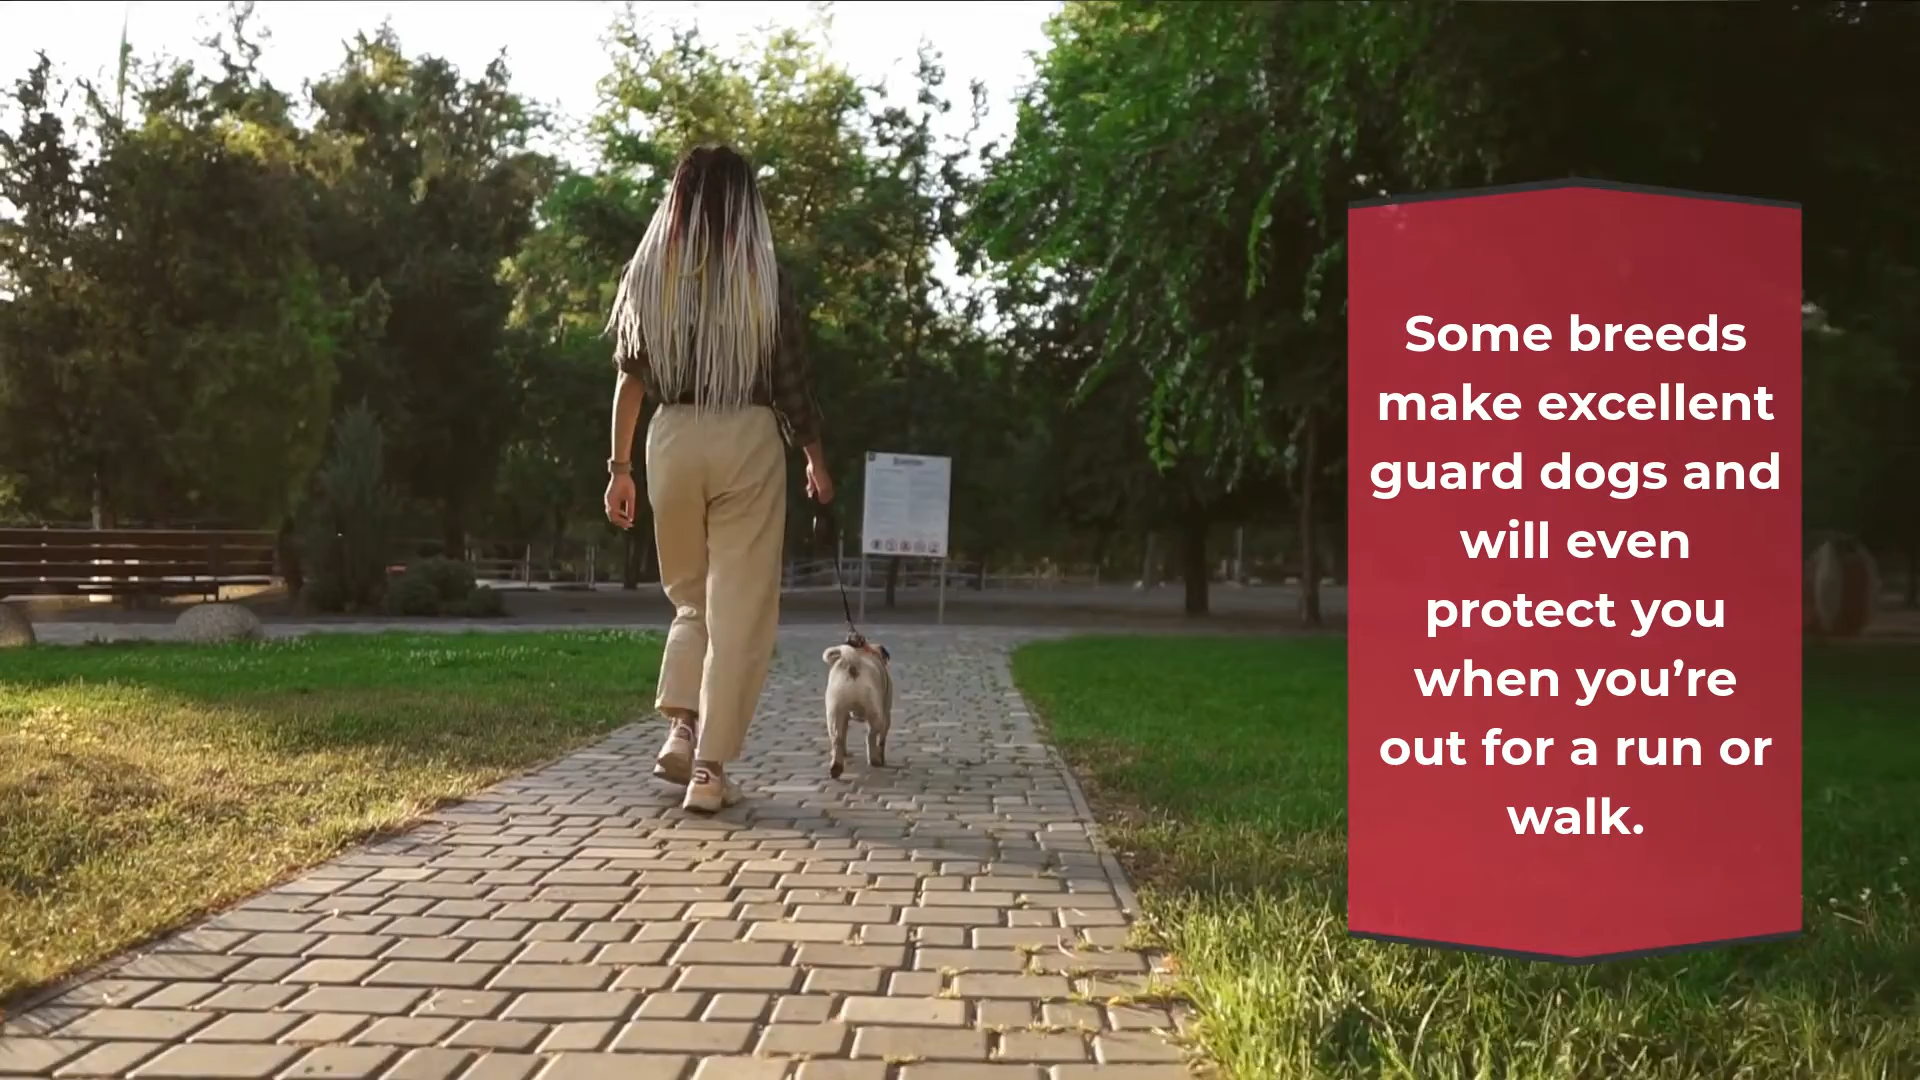 Some breeds
make excellent
guard dogs and
will even
protect you
when you’re
out for a run or
walk.